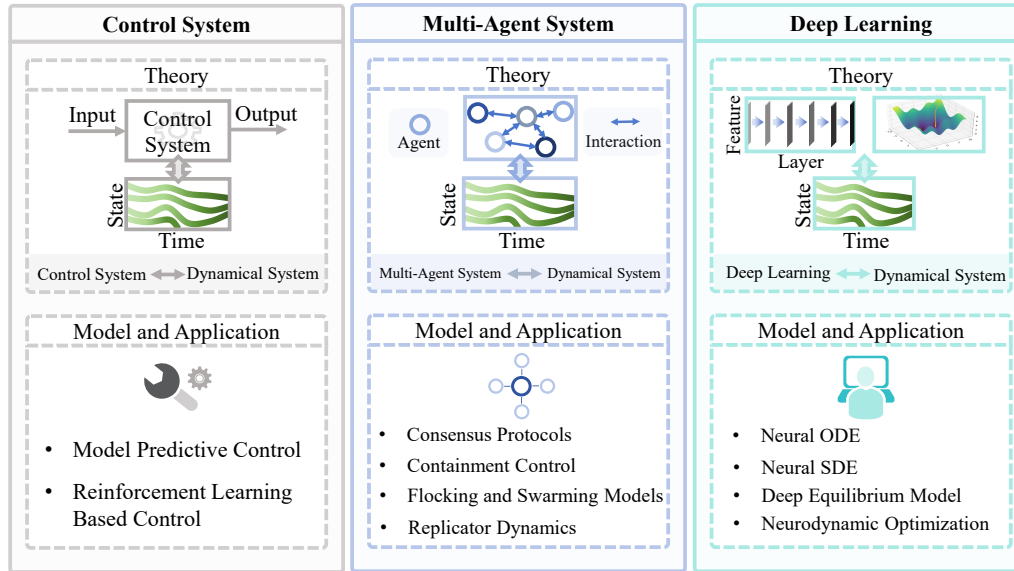 Control System
Theory
Input
Control
System
Output
State
Time
Control System
Dynamical System
Model and Application
• Model Predictive Control
• Reinforcement Learning
Based Control
Multi-Agent System
Theory
Agent
Interaction
State
Time
Multi-Agent System
Dynamical System
Model and Application
• Consensus Protocols
• Containment Control
• Flocking and Swarming Models
• Replicator Dynamics
Deep Learning
Theory
Feature
Layer
State
Time
Deep Learning
Dynamical System
Model and Application
• Neural ODE
• Neural SDE
• Deep Equilibrium Model
• Neurodynamic Optimization